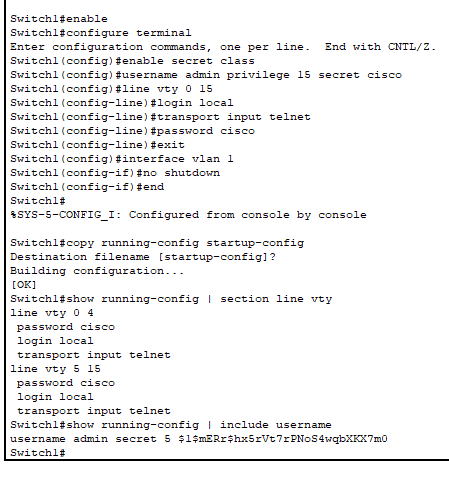 Switch1#enable
Switch1#configure terminal
Enter configuration commands, one per line.  End with CNTL/Z.
Switch1(config)#enable secret class
Switch1(config)#username admin privilege 15 secret cisco
Switch1(config)#line vty 0 15
Switch1(config-line)#login local
Switch1(config-line)#transport input telnet
Switch1(config-line)#password cisco
Switch1(config-line)#exit
Switch1(config)#interface vlan 1
Switch1(config-if)#no shutdown
Switch1(config-if)#end
Switch1#
%SYS-5-CONFIG_I: Configured from console by console
Switch1#copy running-config startup-config
Destination filename [startup-config]?
Building configuration...
[OK]
Switch1#show running-config | section line vty
line vty 0 4
 password cisco
 login local
 transport input telnet
line vty 5 15
 password cisco
 login local
 transport input telnet
Switch1#show running-config | include username
username admin secret 5 $1$mERr$hx5rVt7rPNoS4wqbXKX7m0
Switch1#